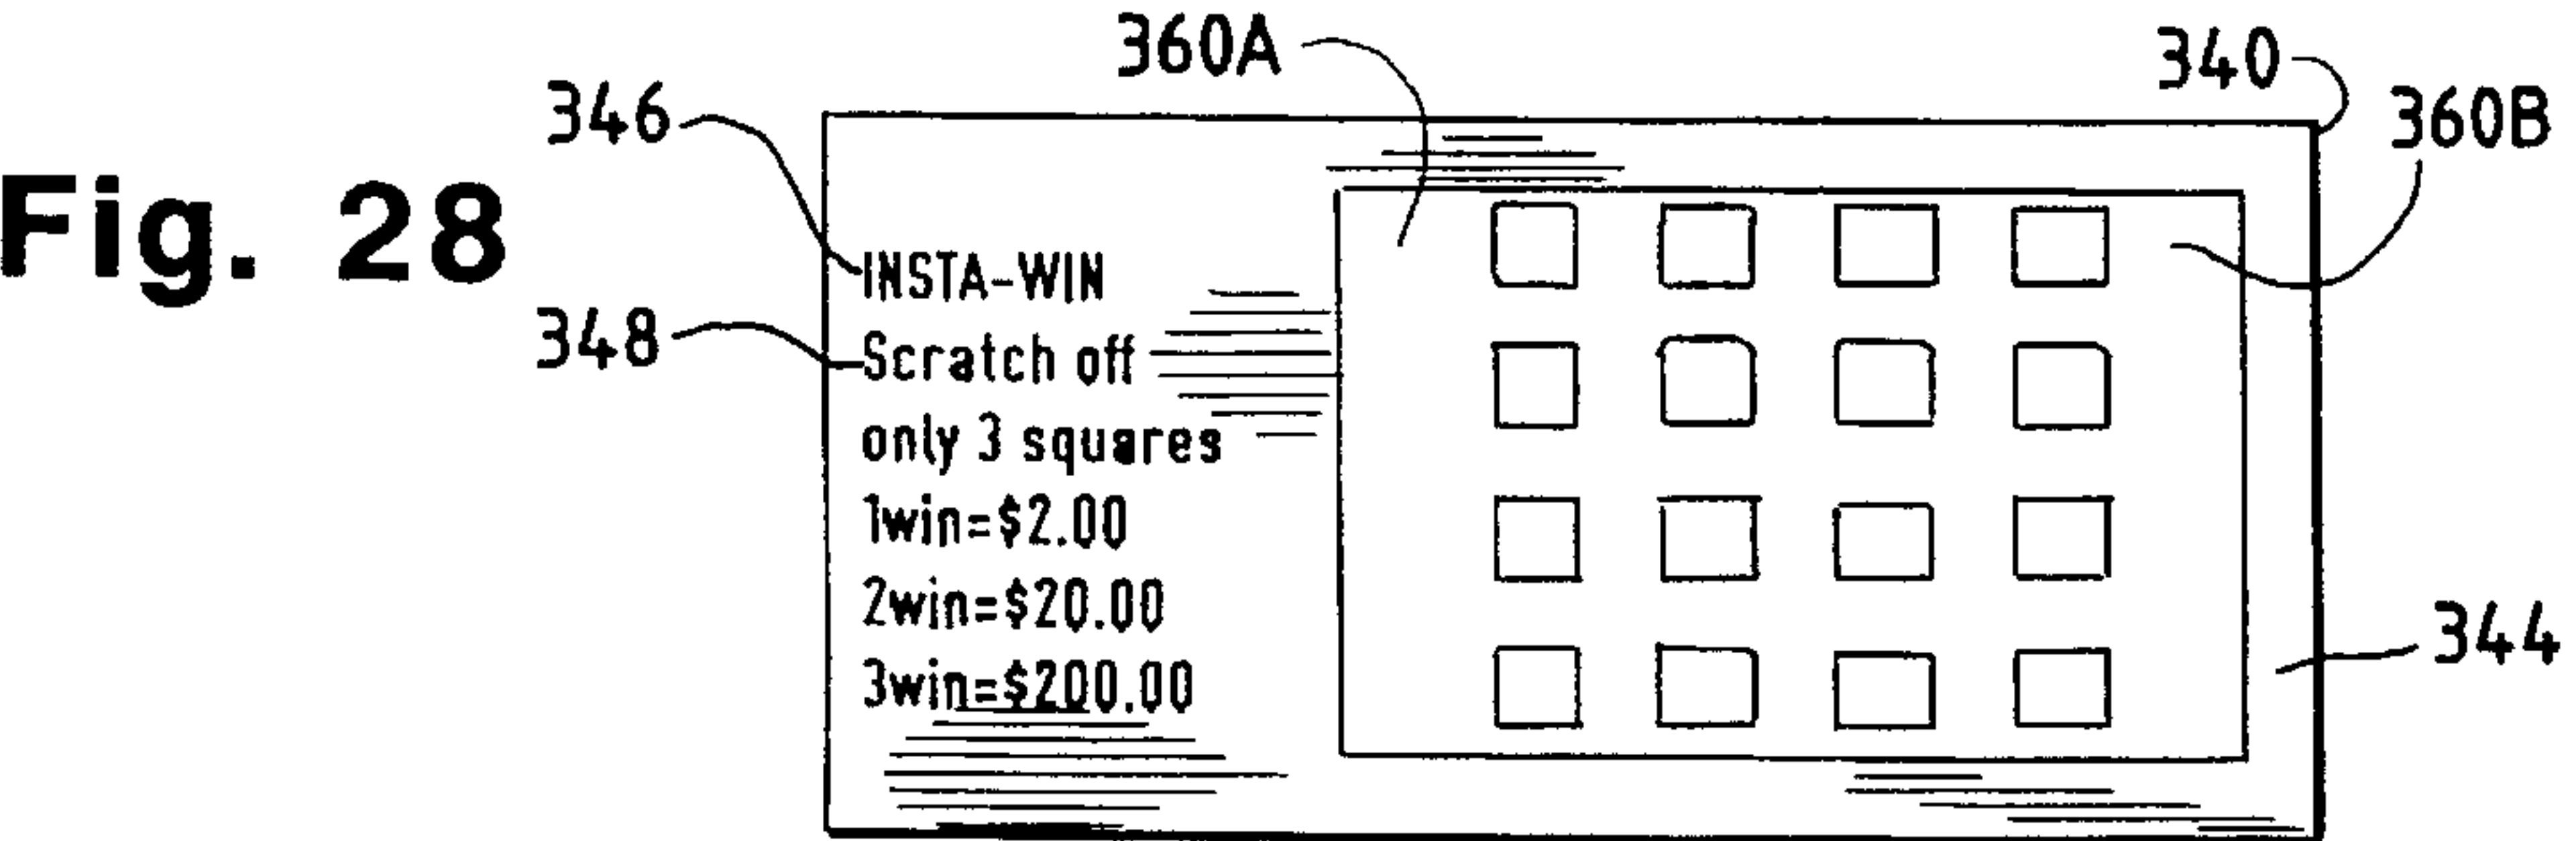 Fig. 28
360A
340
346
360B
INSTA-WIN
348
Scratch off
only 3 squares
1win=$2.00
2win=$20.00
344
3win=$200.00